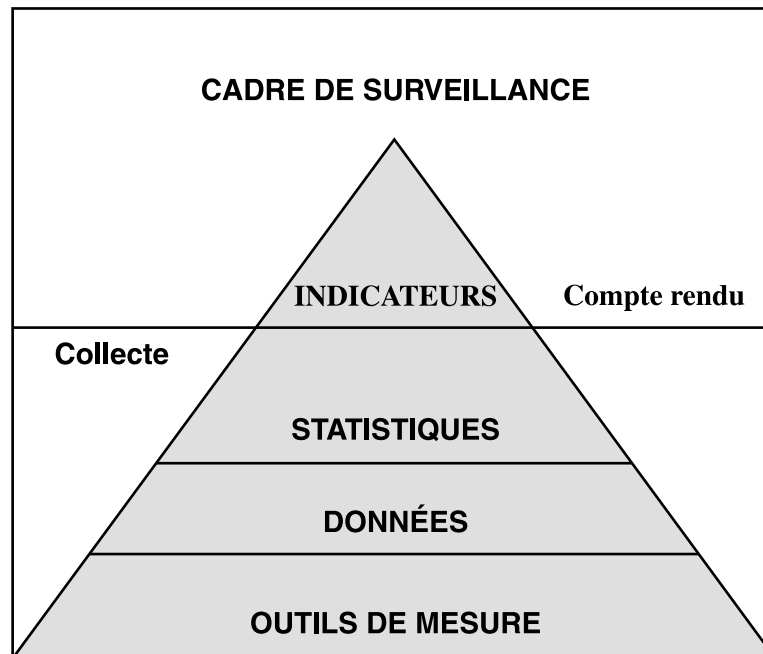 CADRE DE SURVEILLANCE
INDICATEURS
Compte rendu
Collecte
STATISTIQUES
DONNÉES
OUTILS DE MESURE